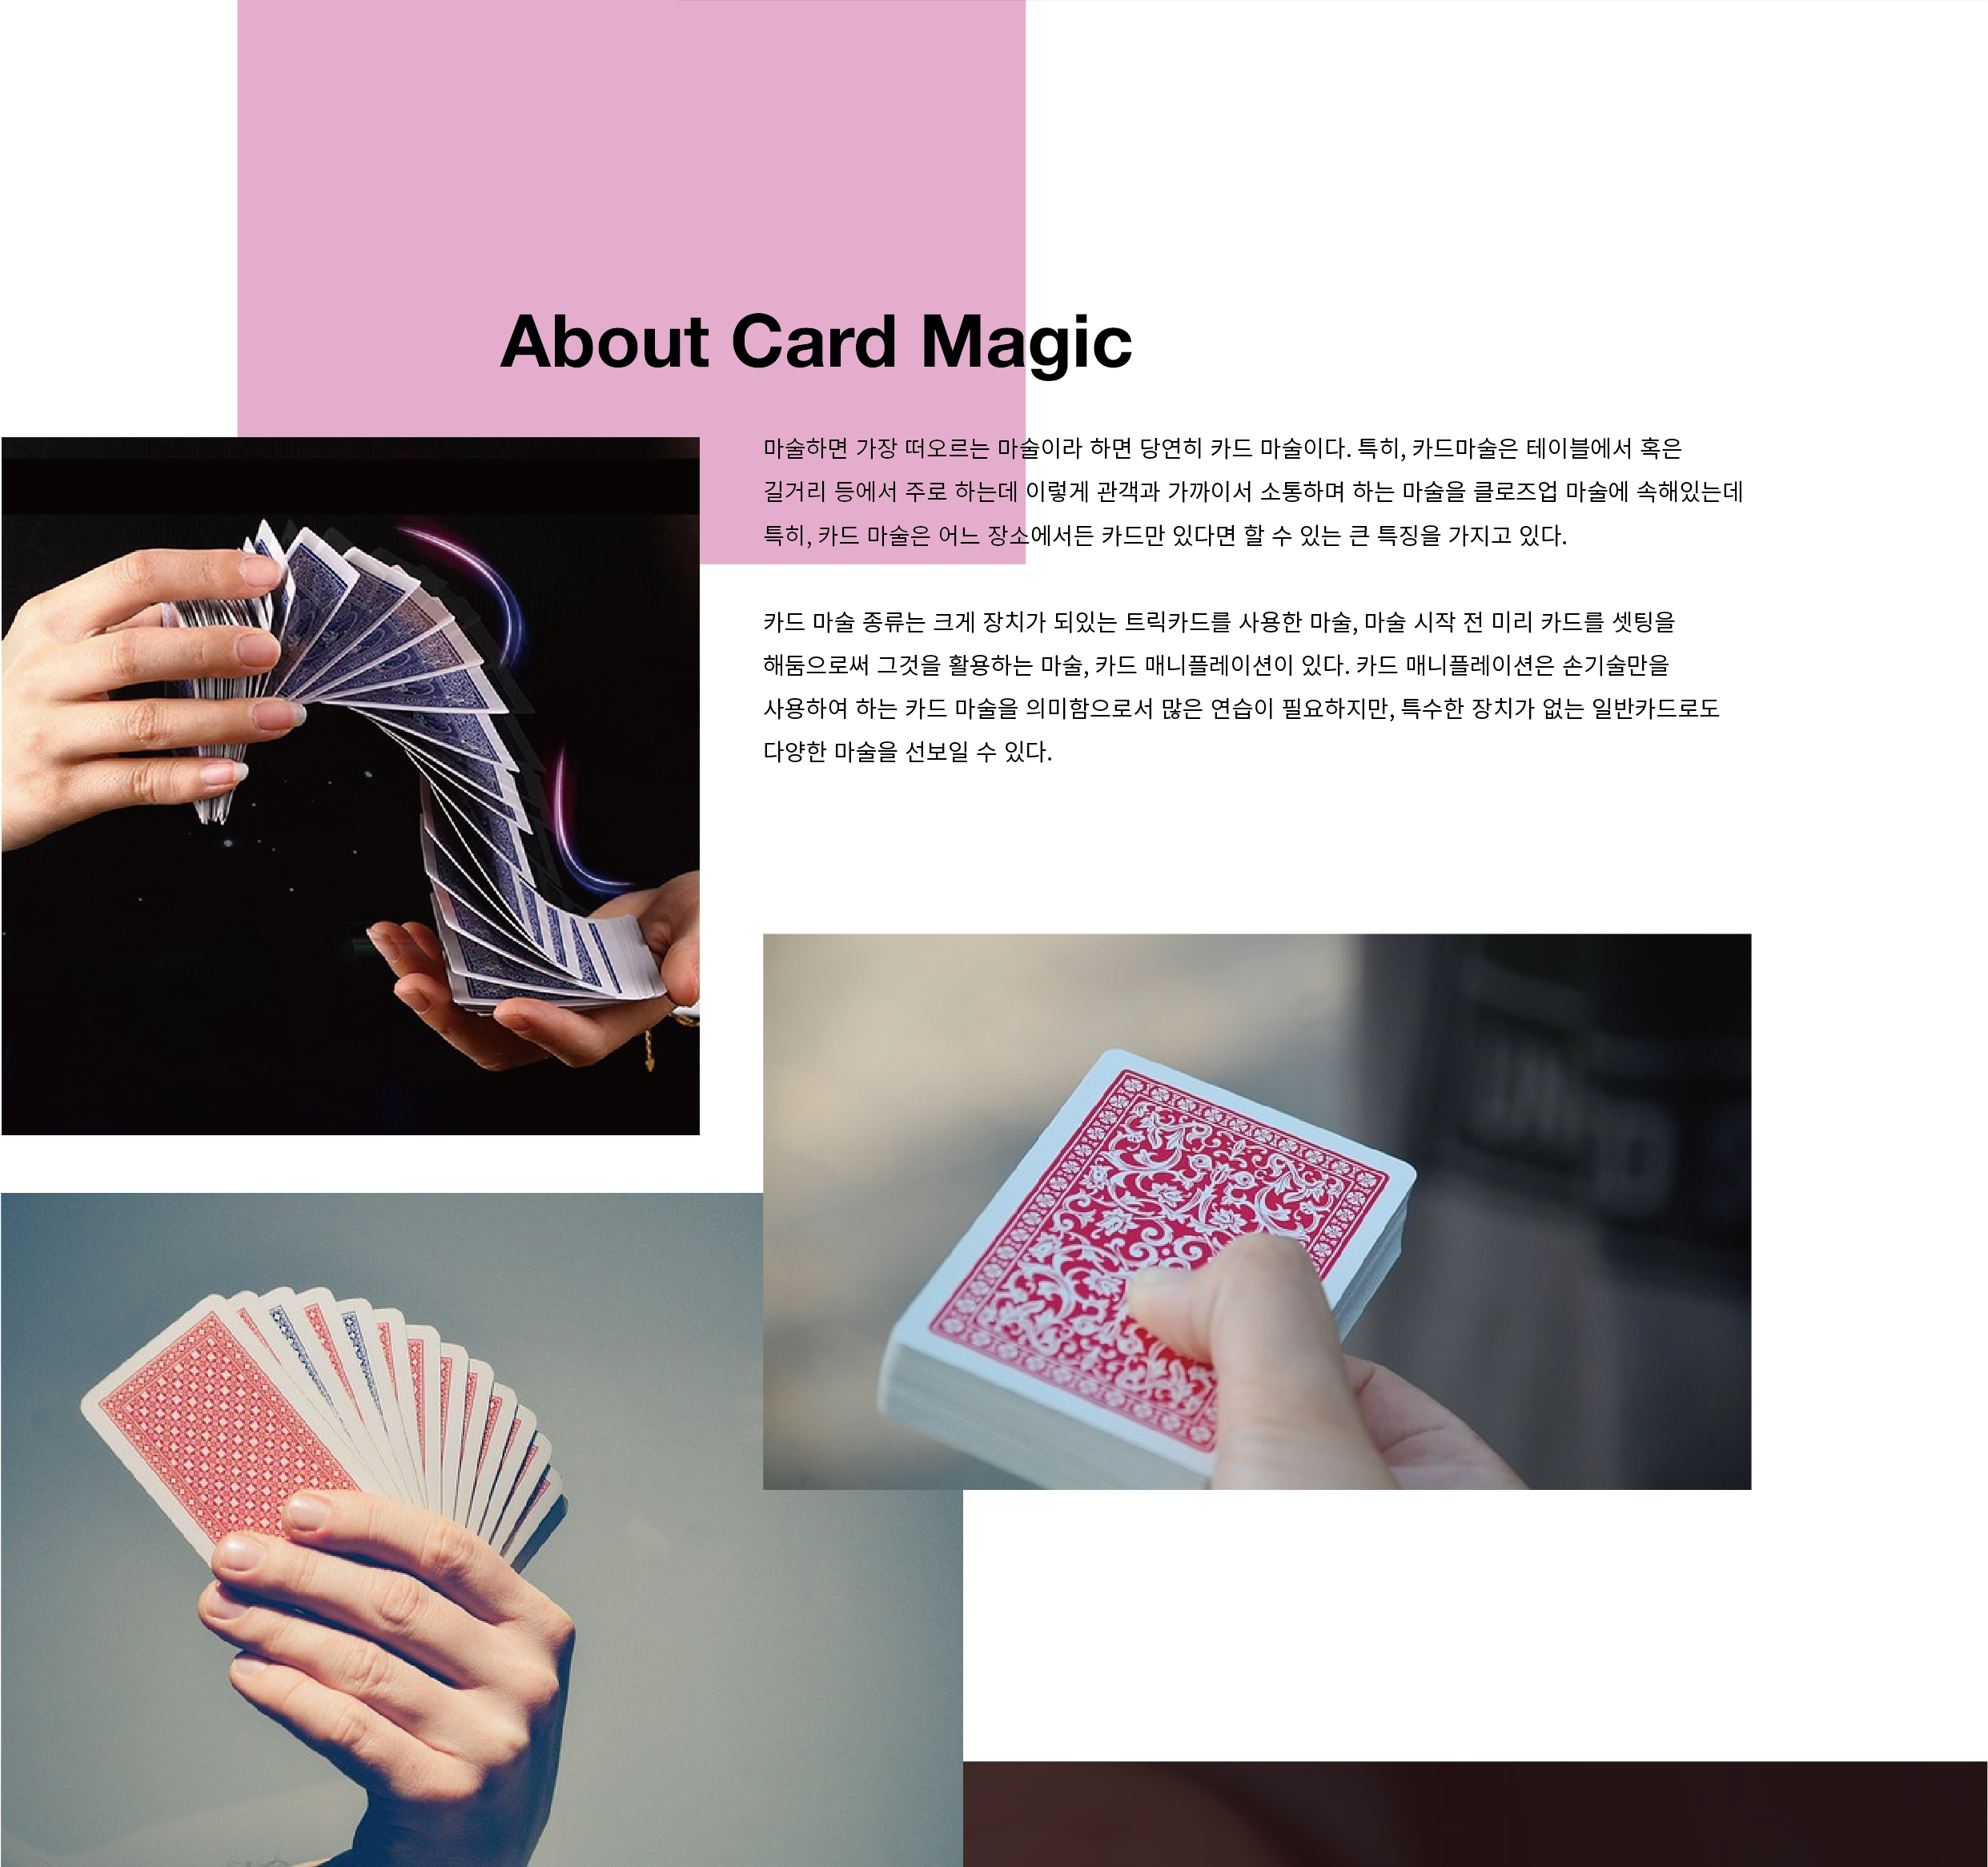 About Card Magic
마술하면 가장 떠오르는 마술이라 하면 당연히 카드 마술이다. 특히, 카드마술은 테이블에서 혹은
길거리 등에서 주로 하는데 이렇게 관객과 가까이서 소통하며 하는 마술을 클로즈업 마술에 속해있는데
특히, 카드 마술은 어느 장소에서든 카드만 있다면 할 수 있는 큰 특징을 가지고 있다.
카드 마술 종류는 크게 장치가 되있는 트릭카드를 사용한 마술, 마술 시작 전 미리 카드를 셋팅을
해둠으로써 그것을 활용하는 마술, 카드 매니플레이션이 있다. 카드 매니플레이션은 손기술만을
사용하여 하는 카드 마술을 의미함으로서 많은 연습이 필요하지만, 특수한 장치가 없는 일반카드로도
다양한 마술을 선보일 수 있다.